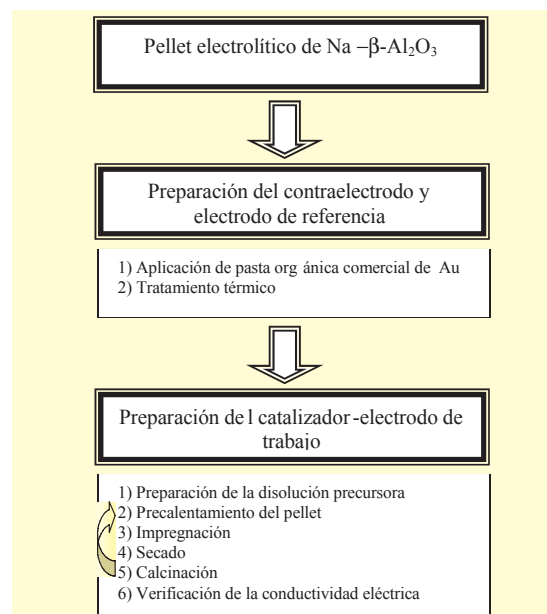 Pellet electrolítico de Na –β-Al₂O₃
Preparación del contraelectrodo y
electrodo de referencia
1) Aplicación de pasta org ánica comercial de Au
2) Tratamiento térmico
Preparación de l catalizador-electrodo de
trabajo
1) Preparación de la disolución precursora
2) Precalentamiento del pellet
3) Impregnación
4) Secado
5) Calcinación
6) Verificación de la conductividad eléctrica